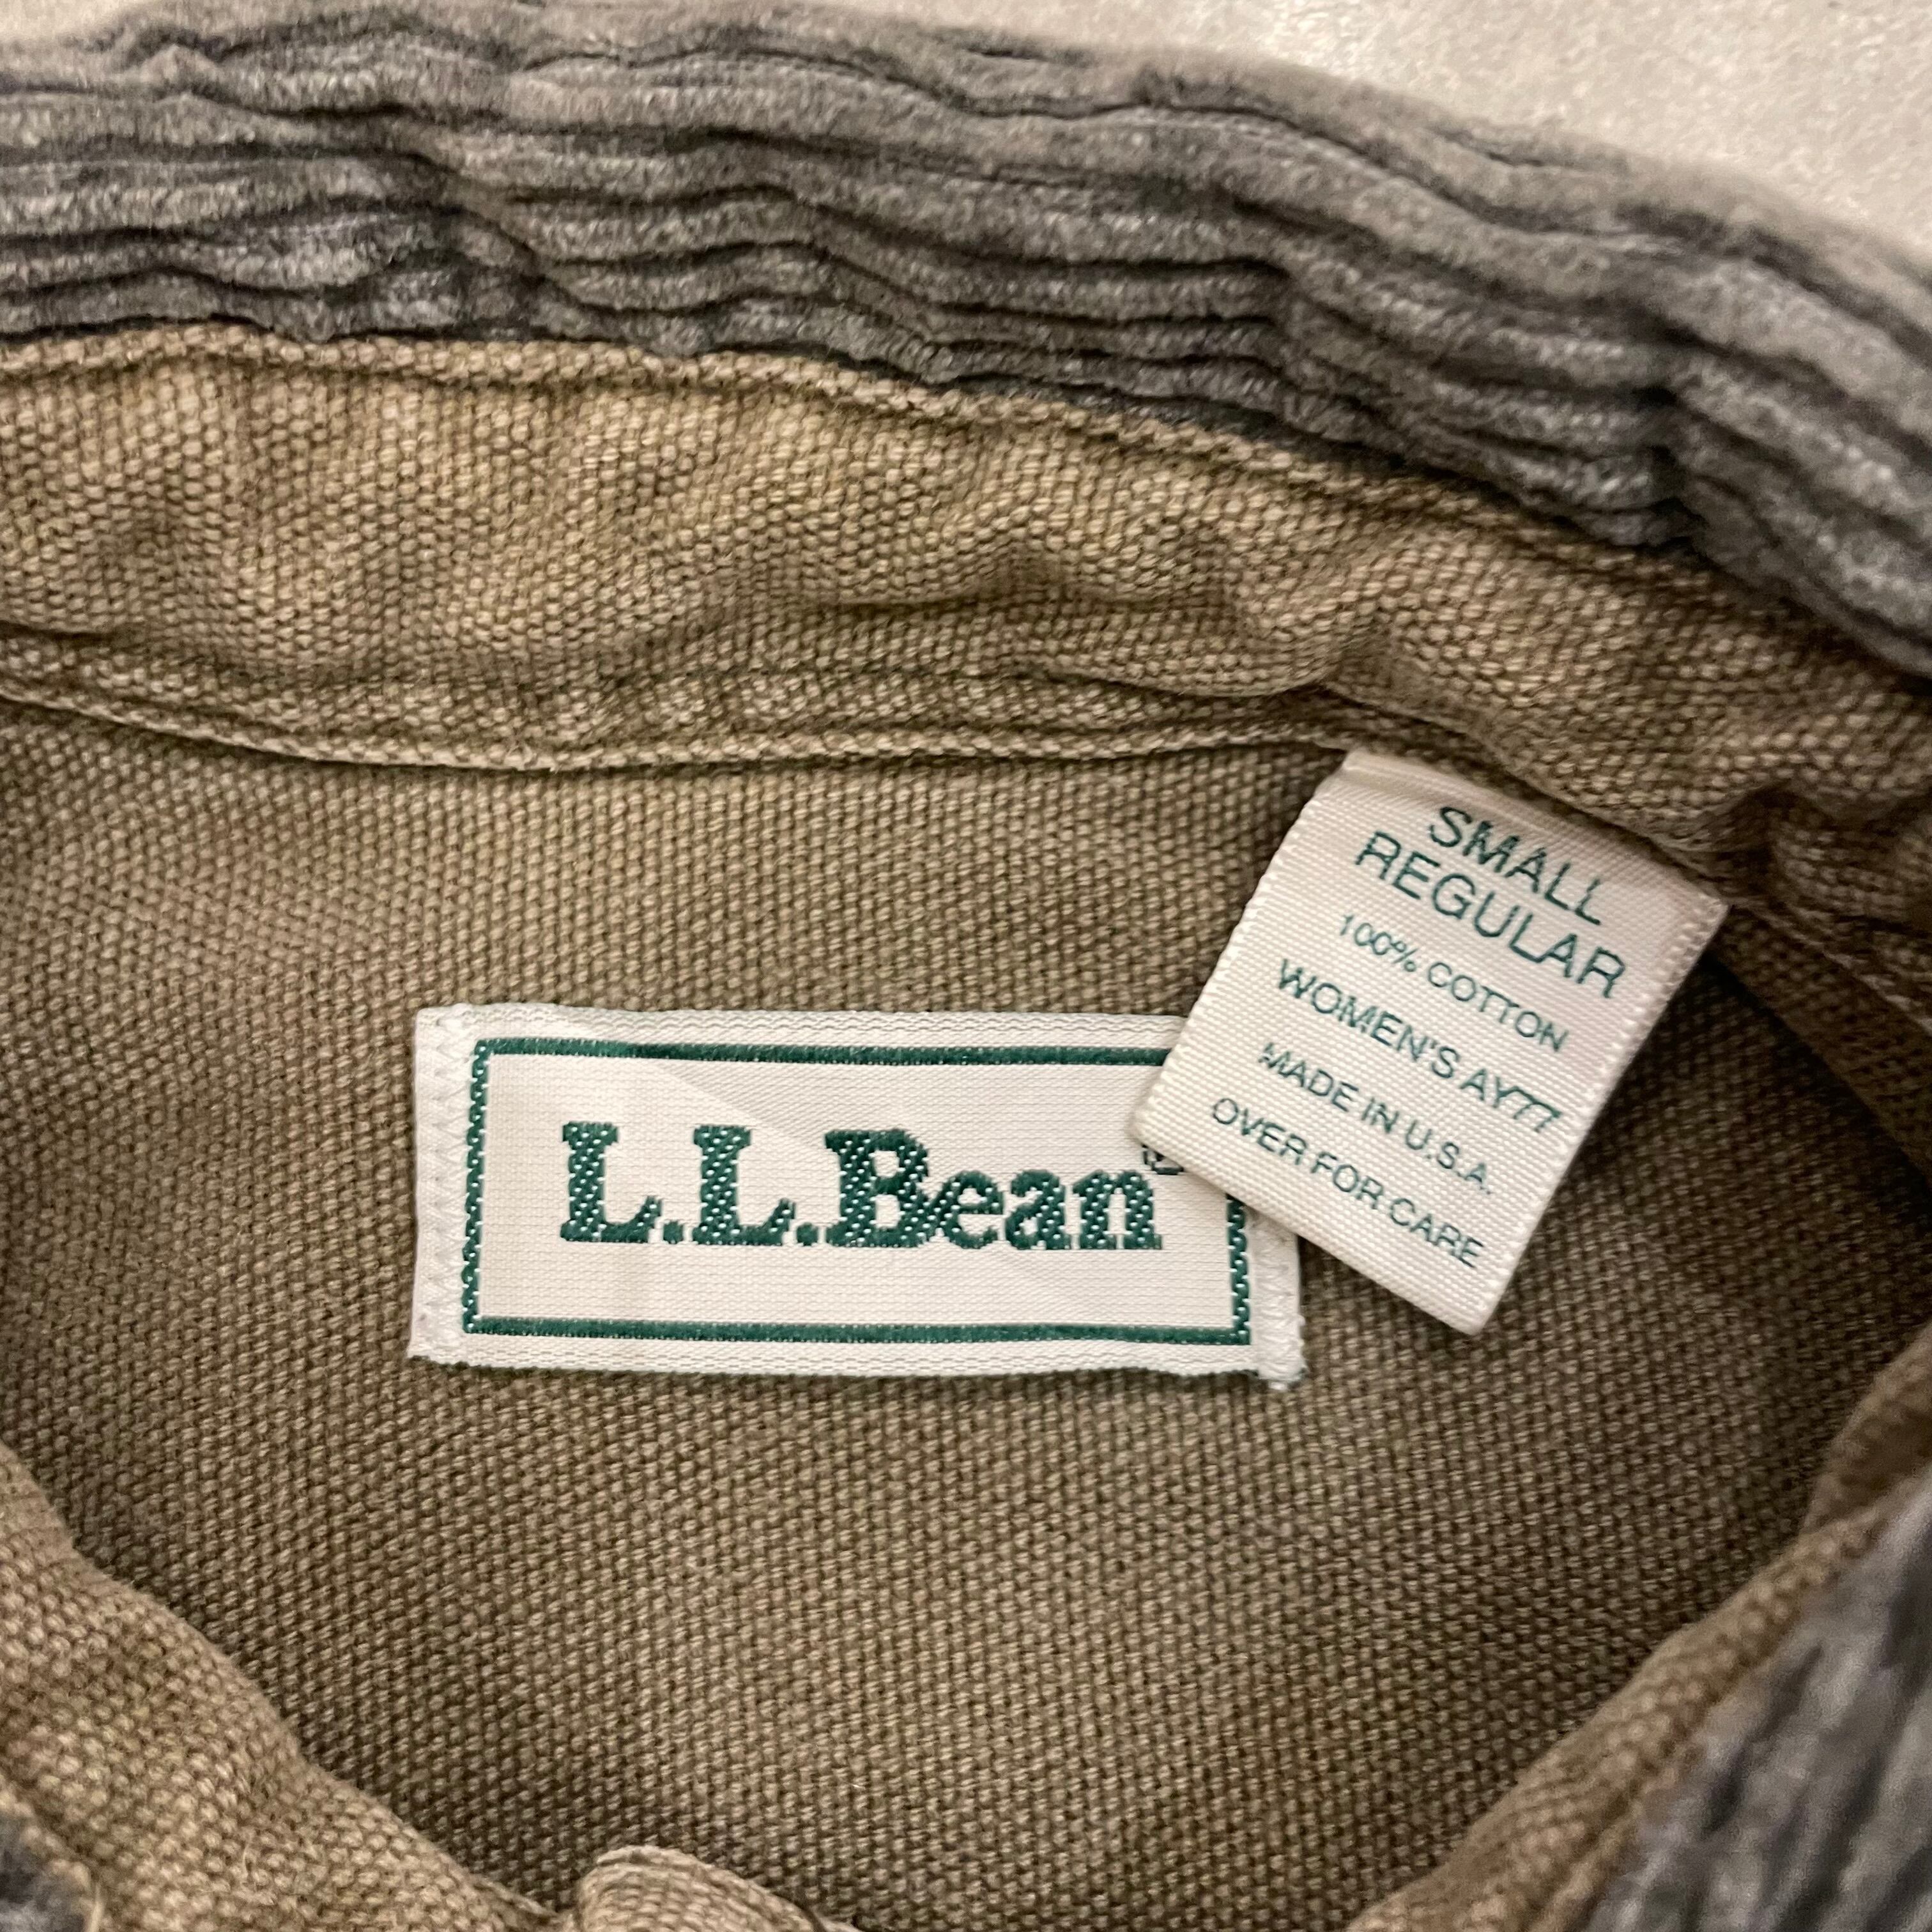 SMALL
REGULAR
100% COTTON
WOMEN'S AY77
MADE IN U.S.A.
OVER FOR CARE
L.L.Bean®